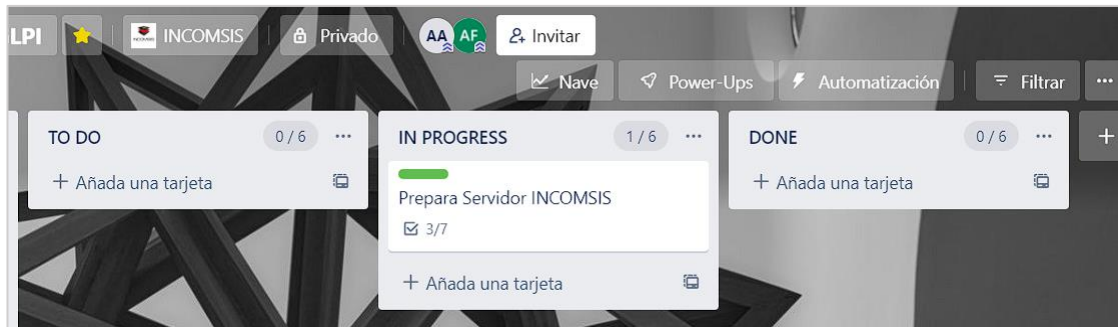 LPI INCOMSIS Privado AA AF Invitar
Nave Power-Ups Automatización Filtrar
TO DO 0 / 6
+ Añada una tarjeta
IN PROGRESS 1 / 6
Prepara Servidor INCOMSIS
3/7
+ Añada una tarjeta
DONE 0 / 6
+ Añada una tarjeta